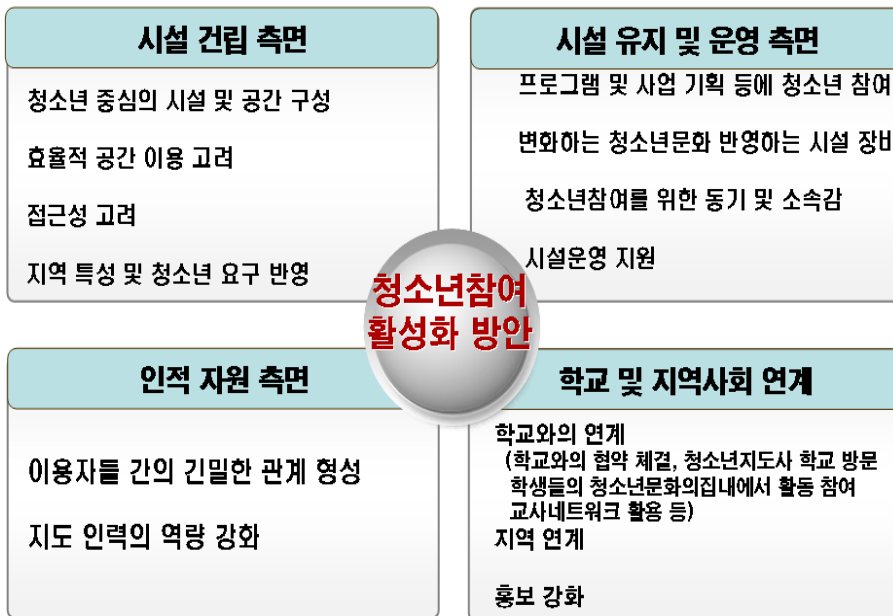 시설 건립 측면
청소년 중심의 시설 및 공간 구성
효율적 공간 이용 고려
접근성 고려
지역 특성 및 청소년 요구 반영
시설 유지 및 운영 측면
프로그램 및 사업 기획 등에 청소년 참여
변화하는 청소년문화 반영하는 시설 장비
청소년참여를 위한 동기 및 소속감
시설운영 지원
청소년참여
활성화 방안
인적 자원 측면
이용자들 간의 긴밀한 관계 형성
지도 인력의 역량 강화
학교 및 지역사회 연계
학교와의 연계
(학교와의 협약 체결, 청소년지도사 학교 방문
학생들의 청소년문화의집내에서 활동 참여
교사네트워크 활용 등)
지역 연계
홍보 강화